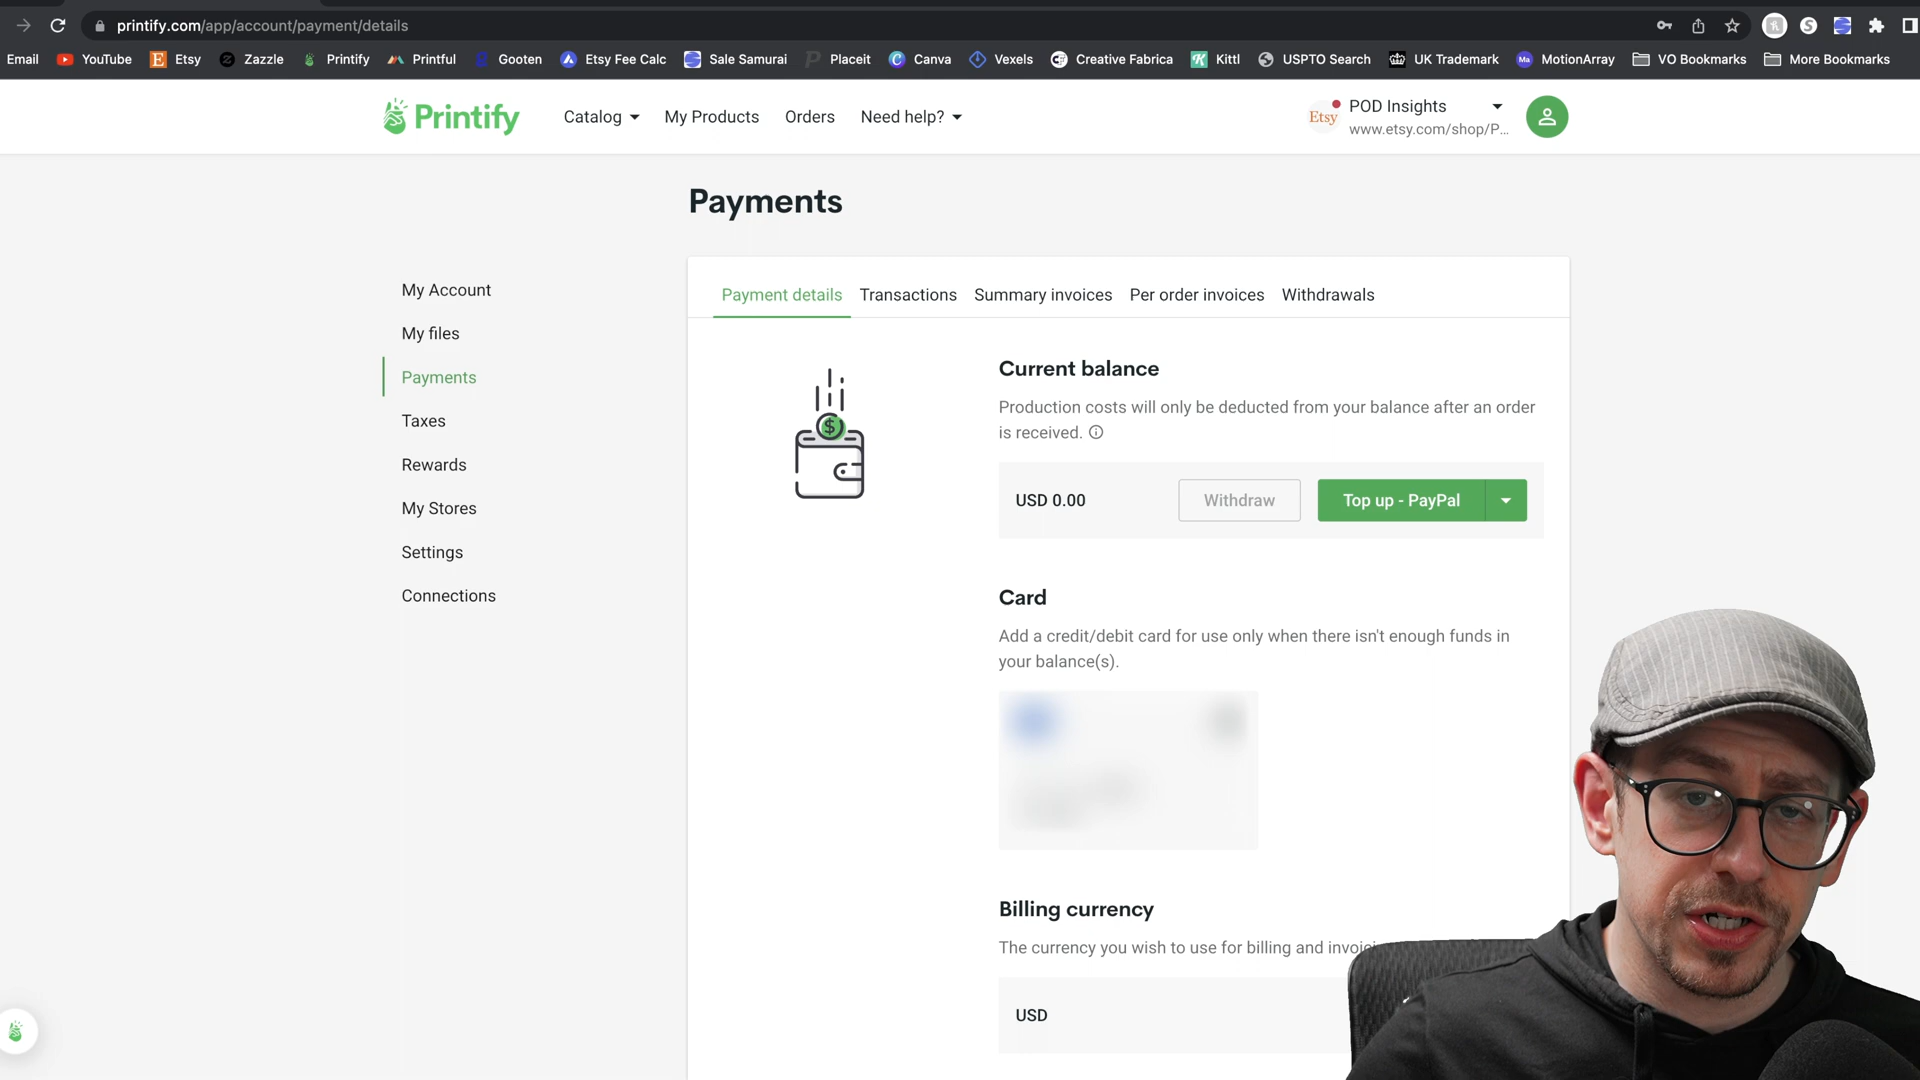 printify.com/app/account/payment/details
Email YouTube Etsy Zazzle Printify Printful Gooten Etsy Fee Calc Sale Samurai Placeit Canva Vexels Creative Fabrica Kittl USPTO Search UK Trademark MotionArray VO Bookmarks More Bookmarks
Printify Catalog My Products Orders Need help? Etsy POD Insights
www.etsy.com/shop/P...
Payments
My Account
My files
Payments
Taxes
Rewards
My Stores
Settings
Connections
Payment details Transactions Summary invoices Per order invoices Withdrawals
Current balance
Production costs will only be deducted from your balance after an order
is received.
USD 0.00 Withdraw Top up - PayPal
Card
Add a credit/debit card for use only when there isn't enough funds in
your balance(s).
Billing currency
The currency you wish to use for billing and
USD